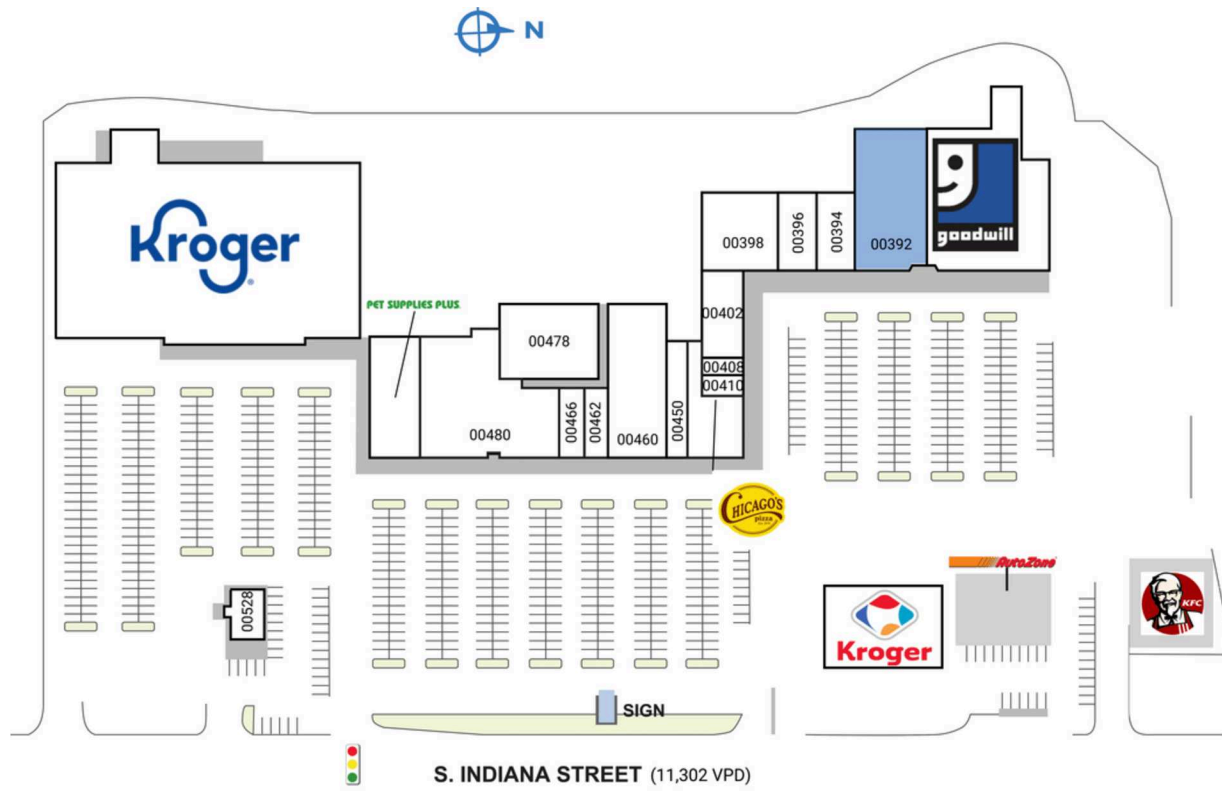 N
Kroger
goodwill
00398
00396
00394
00392
PET SUPPLIES PLUS
00402
00478
00408
00410
00480
00466
00462
00460
00450
CHICAGO'S
pizza
AutoZone
00528
Kroger
KFC
SIGN
S. INDIANA STREET (11,302 VPD)